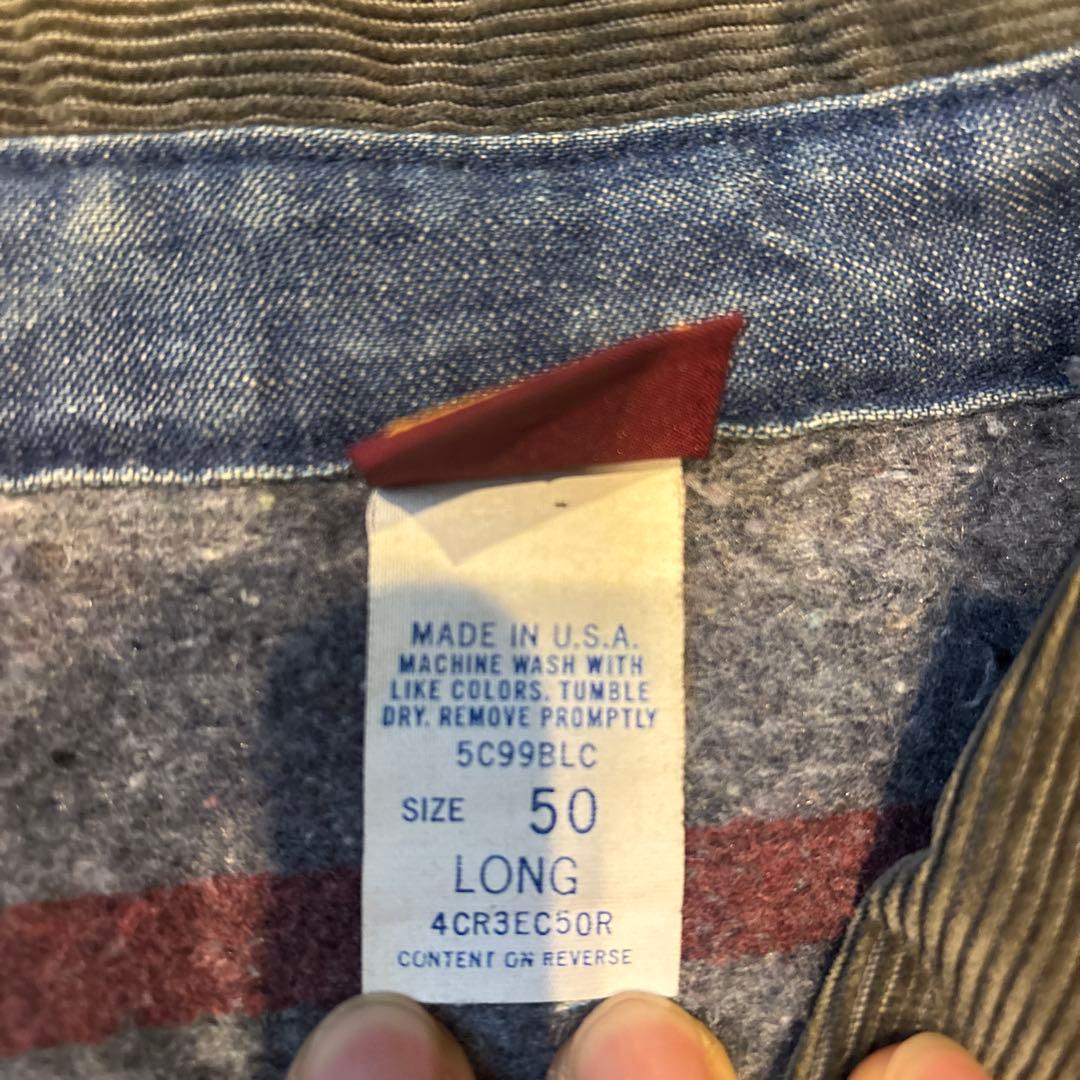 MADE IN U.S.A.
MACHINE WASH WITH
LIKE COLORS. TUMBLE
DRY. REMOVE PROMPTLY
5C99BLC
SIZE 50
LONG
4CR3EC50R
CONTENT ON REVERSE